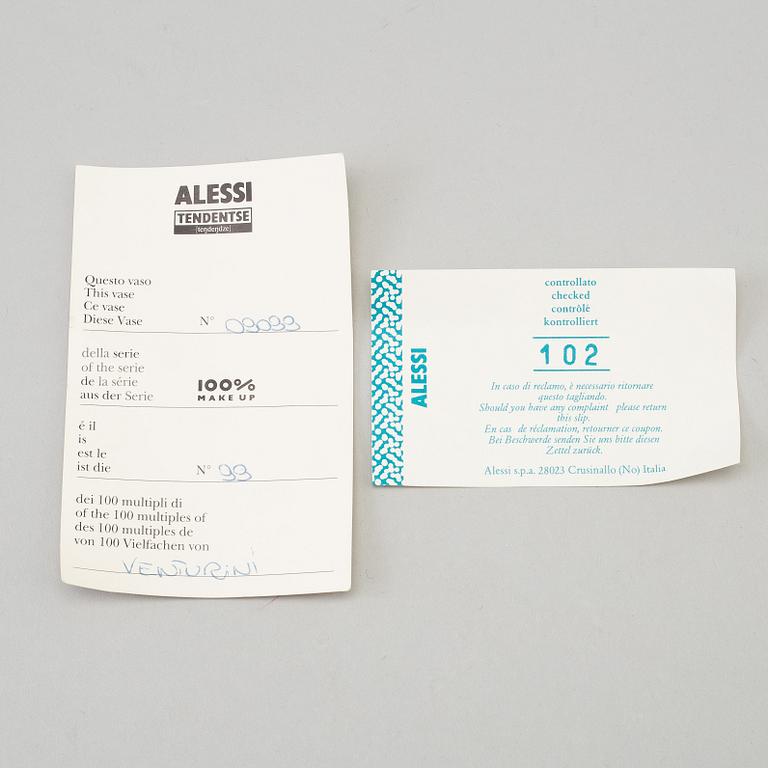 ALESSI
TENDENTSE
[tendendze]
Questo vaso
This vase
Ce vase
Diese Vase N° 09099
della serie
of the serie
de la série
aus der Serie
100%
MAKE UP
é il
is
est le
ist die N° 99
dei 100 multipli di
of the 100 multiples of
des 100 multiples de
von 100 Vielfachen von
VENTURINI
ALESSI
controllato
checked
contrôlé
kontrolliert
102
In caso di reclamo, è necessario ritornare
questo tagliando.
Should you have any complaint please return
this slip.
En cas de réclamation, retourner ce coupon.
Bei Beschwerde senden Sie uns bitte diesen
Zettel zurück.
Alessi s.p.a. 28023 Crusinallo (No) Italia